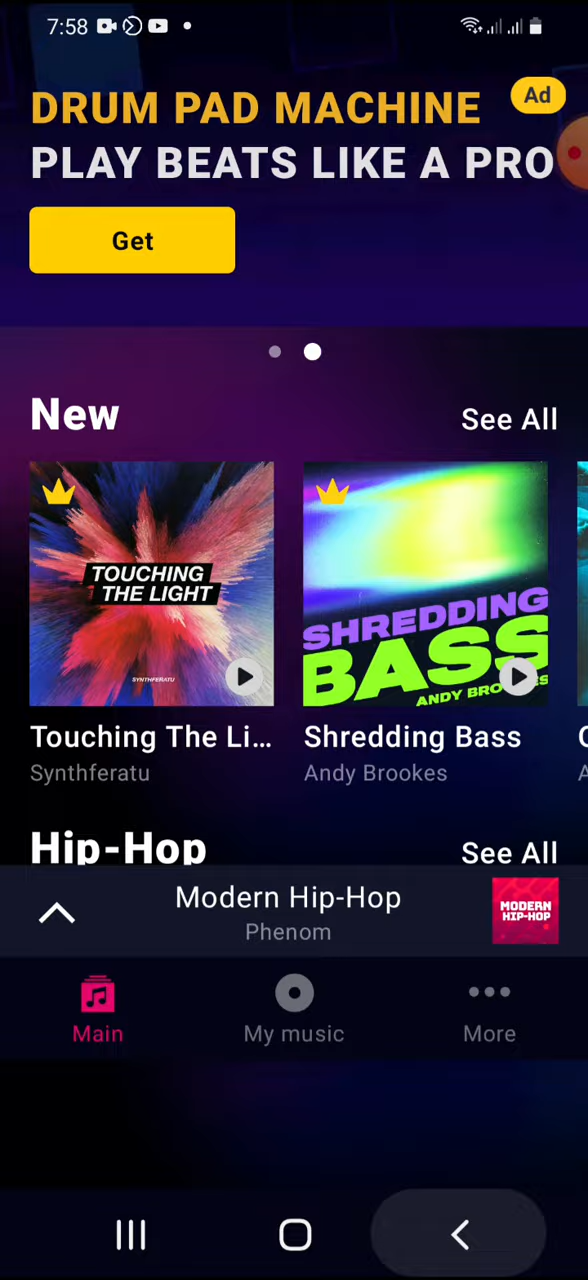 7:58
DRUM PAD MACHINE
Ad
PLAY BEATS LIKE A PRO
Get
New
See All
TOUCHING
THE LIGHT
SYNTHFERATU
SHREDDING
BASS
Touching The Li...
Shredding Bass
Synthferatu
Andy Brookes
Hip-Hop
See All
Modern Hip-Hop
Phenom
MODERN
HIP-HOP
Main
My music
More